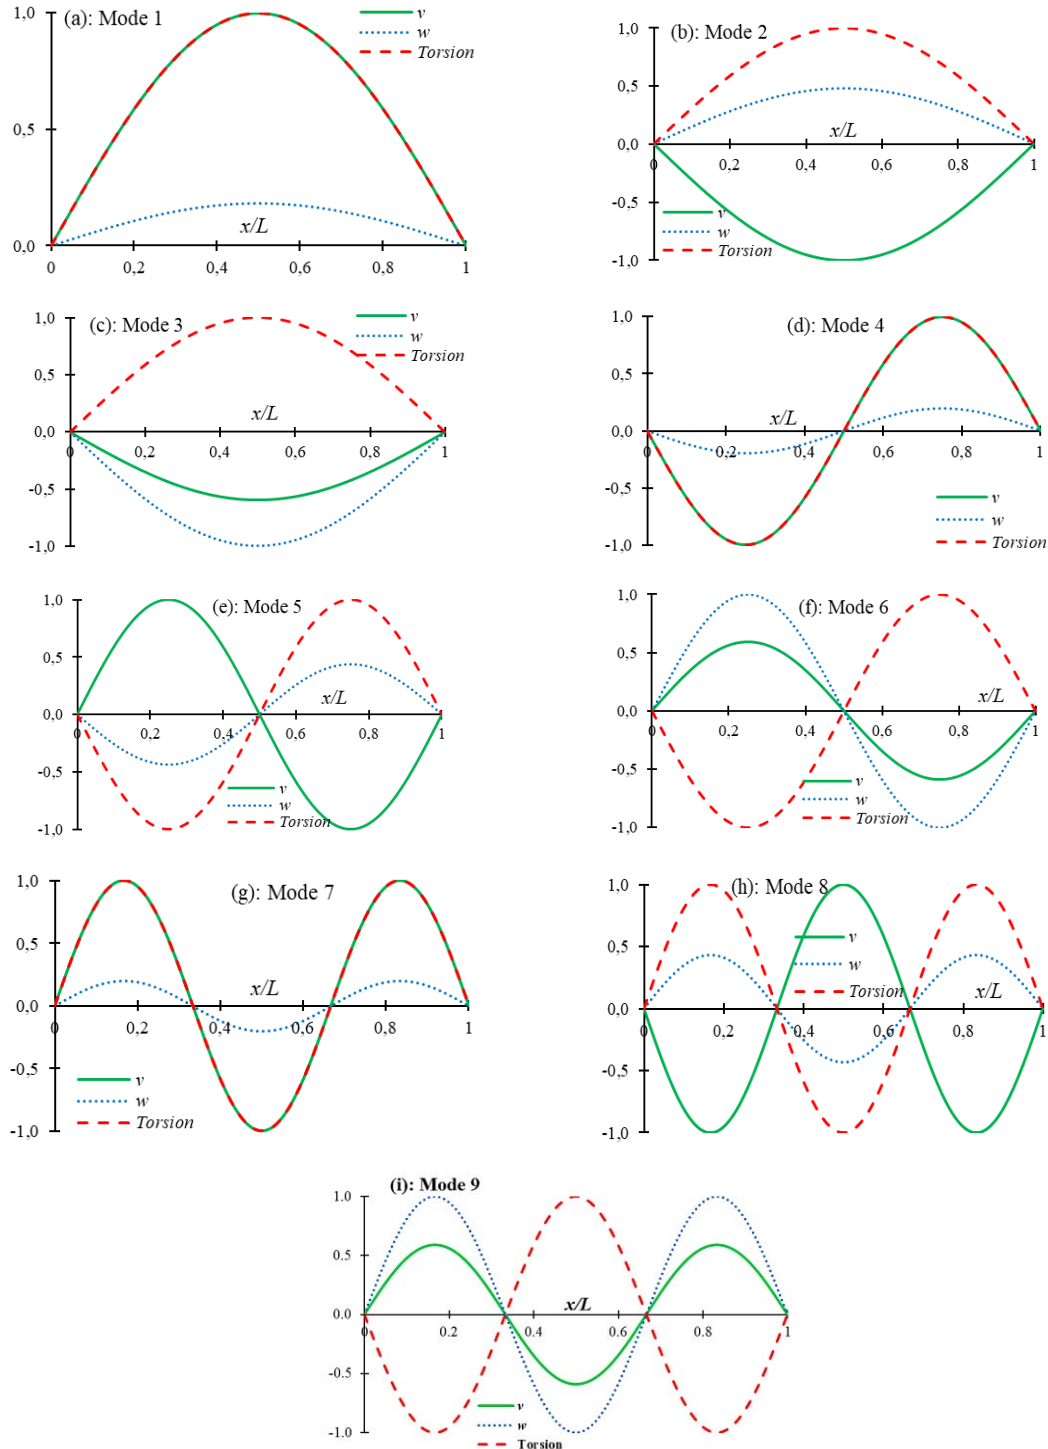 (a): Mode 1
v
w
Torsion
1,0
0,5
0,0
x/L
0 0,2 0,4 0,6 0,8 1
(b): Mode 2
1,0
0,5
0,0
-0,5
-1,0
x/L
0 0,2 0,4 0,6 0,8 1
v
w
Torsion
(c): Mode 3
v
w
Torsion
1,0
0,5
0,0
-0,5
-1,0
x/L
0 0,2 0,4 0,6 0,8 1
(d): Mode 4
1,0
0,5
0,0
-0,5
-1,0
x/L
0 0,2 0,4 0,6 0,8 1
v
w
Torsion
(e): Mode 5
1,0
0,5
0,0
-0,5
-1,0
x/L
0 0,2 0,4 0,6 0,8 1
v
w
Torsion
(f): Mode 6
1,0
0,5
0,0
-0,5
-1,0
x/L
0 0,2 0,4 0,6 0,8 1
v
w
Torsion
(g): Mode 7
1,0
0,5
0,0
-0,5
-1,0
x/L
0 0,2 0,4 0,6 0,8 1
v
w
Torsion
(h): Mode 8
v
w
Torsion
1,0
0,5
0,0
-0,5
-1,0
x/L
0 0,2 0,4 0,6 0,8 1
(i): Mode 9
1.0
0.5
0.0
-0.5
-1.0
x/L
0 0.2 0.4 0.6 0.8 1
v
w
Torsion